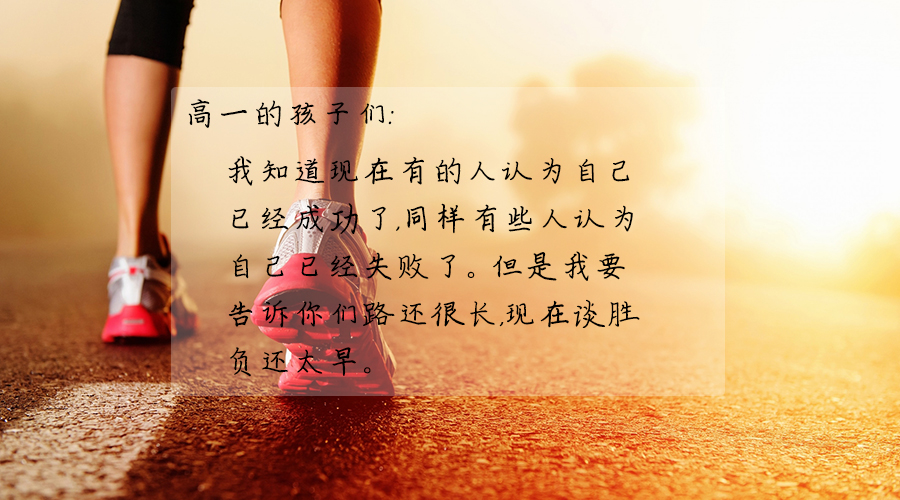 高一的孩子们:
我知道现在有的人认为自己
已经成功了,同样有些人认为
自己已经失败了。但是我要
告诉你们路还很长,现在谈胜
负还太早。